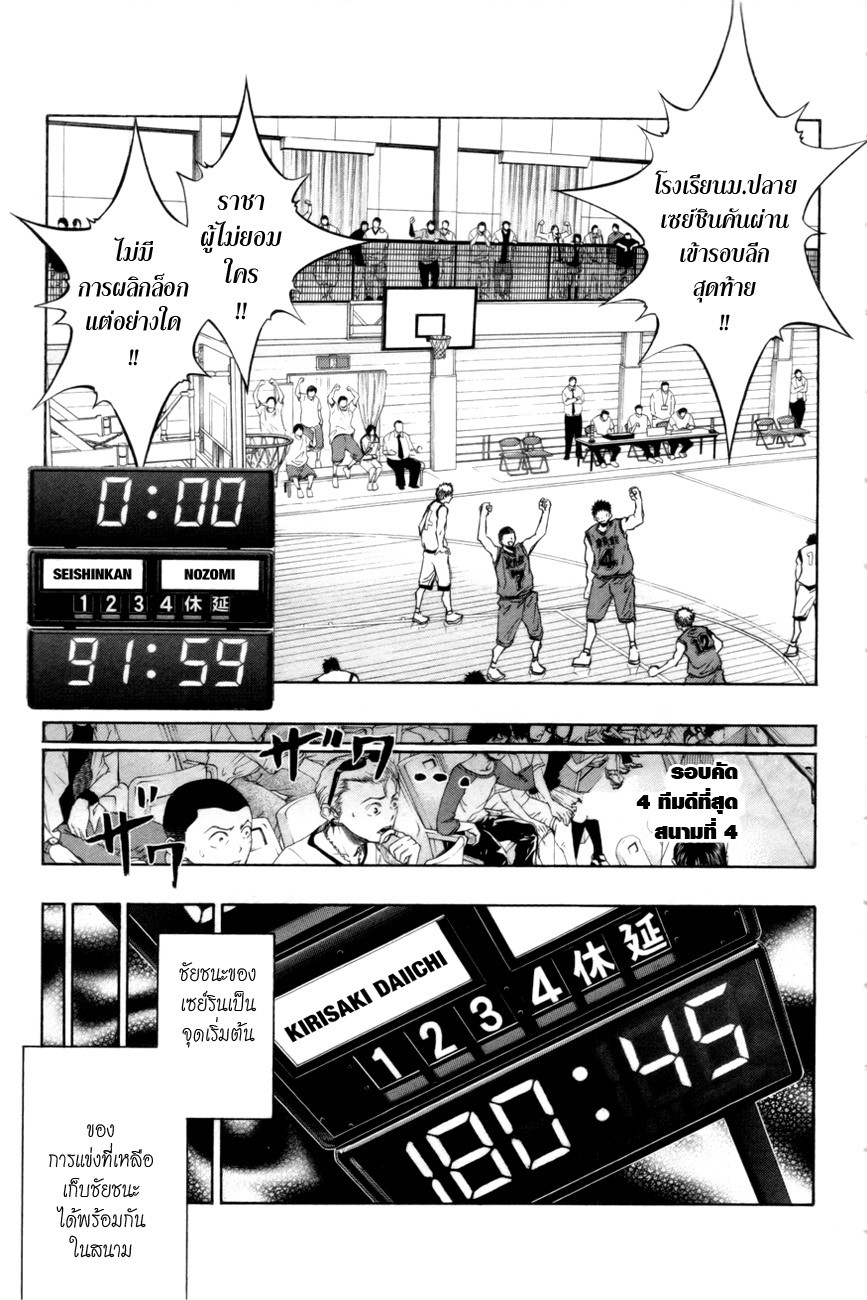 โรงเรียนม.ปลาย
เซย์ชินคันผ่าน
เข้ารอบลีก
สุดท้าย
!!
ราชา
ผู้ไม่ยอม
ใคร
!!
ไม่มี
การผลิกล็อก
แต่อย่างใด
!!
0:00
SEISHINKAN
NOZOMI
1 2 3 4 休 延
91:59
7
4
12
1
รอบคัด
4 ทีมดีที่สุด
สนามที่ 4
ザワ
ザワ
KIRISAKI DAIICHI
1 2 3 4 休 延
180:45
ชัยชนะของ
เซย์รินเป็น
จุดเริ่มต้น
ของ
การแข่งที่เหลือ
เก็บชัยชนะ
ได้พร้อมกัน
ในสนาม